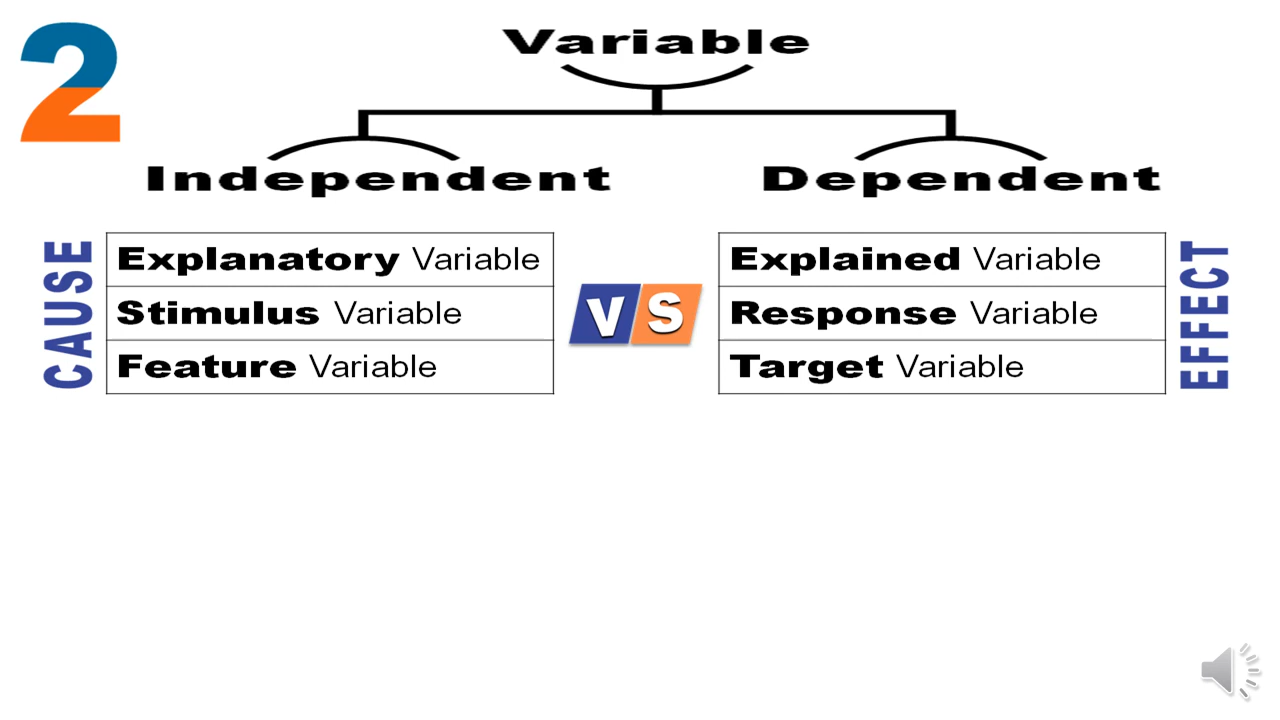 2
Variable
Independent
Dependent
CAUSE
Explanatory Variable
Stimulus Variable
Feature Variable
VS
Explained Variable
Response Variable
Target Variable
EFFECT